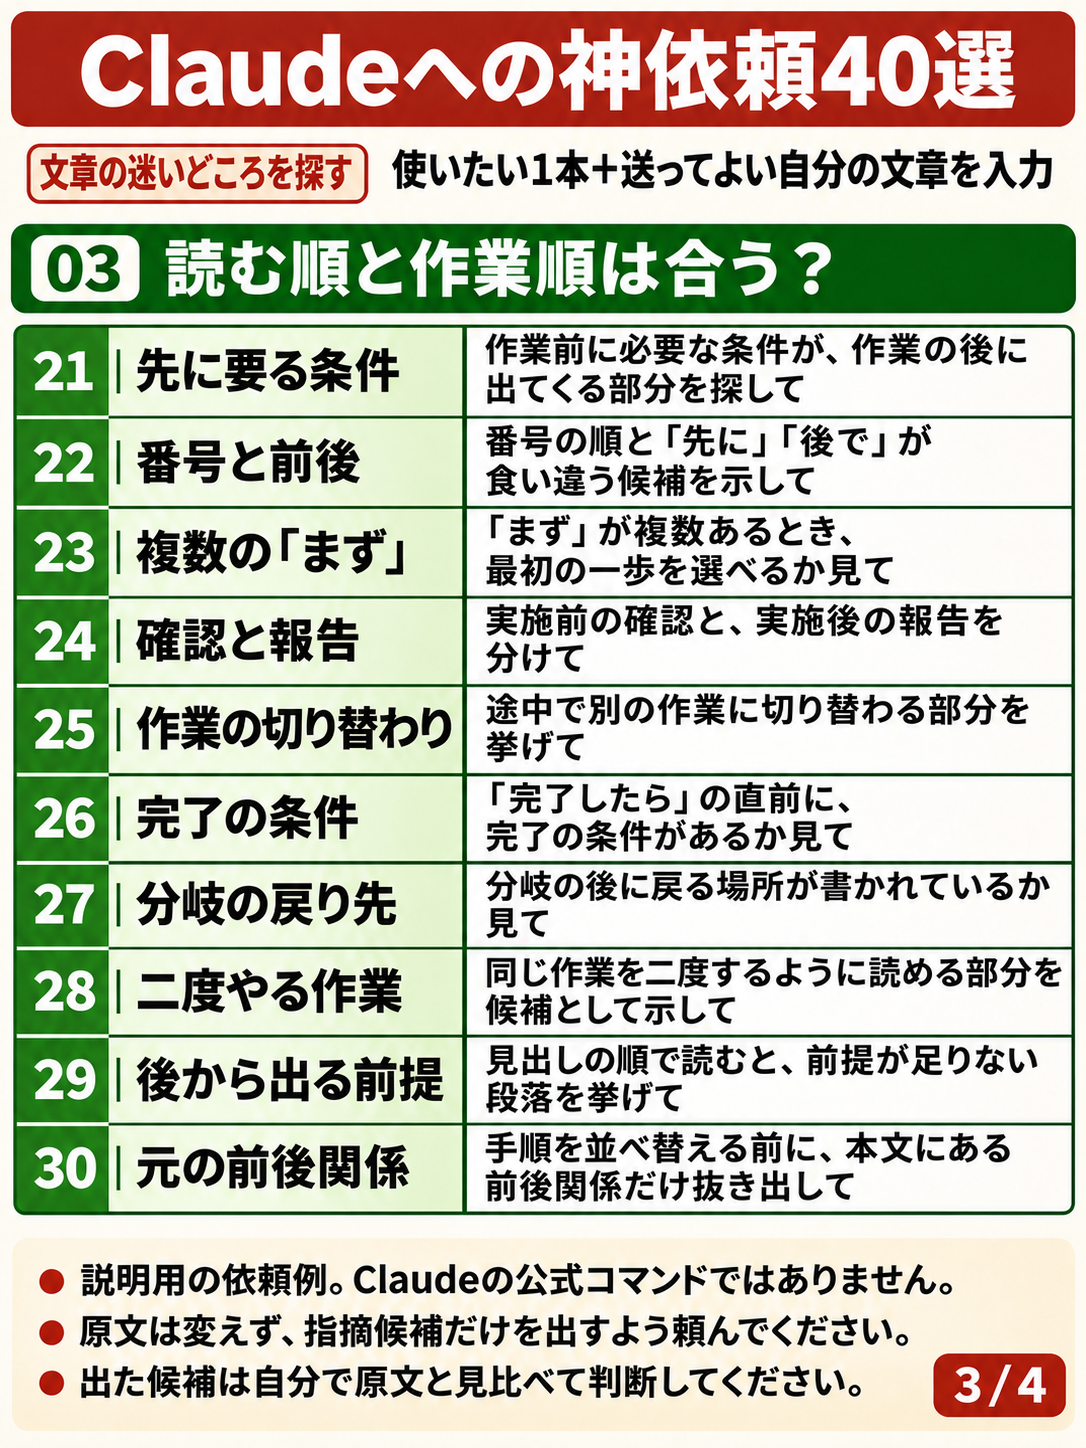 Claudeへの神依頼40選
文章の迷いどころを探す
使いたい1本＋送ってよい自分の文章を入力
03 読む順と作業順は合う？
21 先に要る条件
作業前に必要な条件が、作業の後に
出てくる部分を探して
22 番号と前後
番号の順と「先に」「後で」が
食い違う候補を示して
23 複数の「まず」
「まず」が複数あるとき、
最初の一歩を選べるか見て
24 確認と報告
実施前の確認と、実施後の報告を
分けて
25 作業の切り替わり
途中で別の作業に切り替わる部分を
挙げて
26 完了の条件
「完了したら」の直前に、
完了の条件があるか見て
27 分岐の戻り先
分岐の後に戻る場所が書かれているか
見て
28 二度やる作業
同じ作業を二度するように読める部分を
候補として示して
29 後から出る前提
見出しの順で読むと、前提が足りない
段落を挙げて
30 元の前後関係
手順を並べ替える前に、本文にある
前後関係だけ抜き出して
● 説明用の依頼例。Claudeの公式コマンドではありません。
● 原文は変えず、指摘候補だけを出すよう頼んでください。
● 出た候補は自分で原文と見比べて判断してください。
3/4